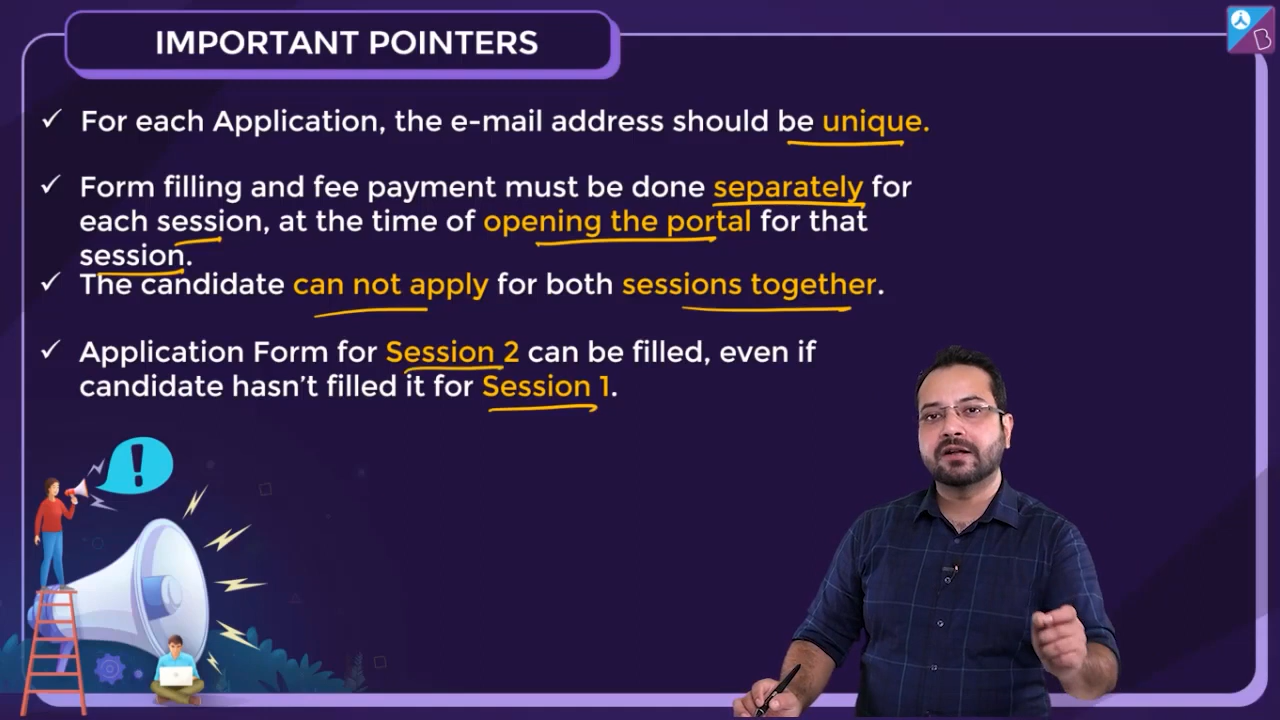 IMPORTANT POINTERS
✓ For each Application, the e-mail address should be unique.
✓ Form filling and fee payment must be done separately for
each session, at the time of opening the portal for that
session.
✓ The candidate can not apply for both sessions together.
✓ Application Form for Session 2 can be filled, even if
candidate hasn't filled it for Session 1.
!
B